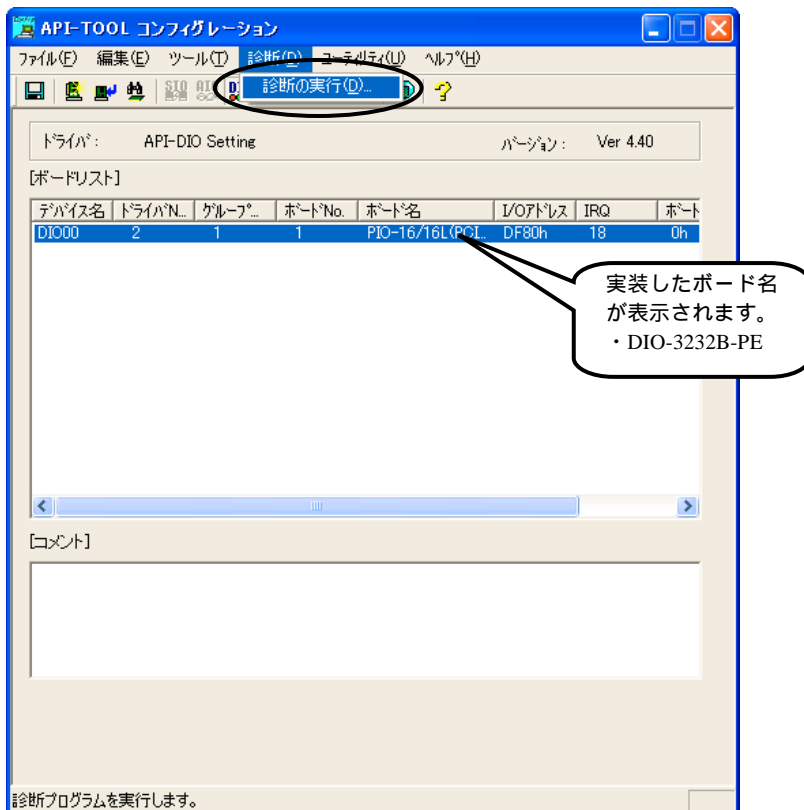 API-TOOL コンフィグレーション
ファイル(F) 編集(E) ツール(T) 診断(D) ユーティリティ(U) ヘルプ(H)
診断の実行(D)...
ドライバ: API-DIO Setting バージョン: Ver 4.40
[ボードリスト]
デバイス名 ドライバN... グループ... ボードNo. ボード名 I/Oアドレス IRQ ボート
DIO00 2 1 1 PIO-16/16L(PCI... DF80h 18 0h
実装したボード名
が表示されます。
・DIO-3232B-PE
[コメント]
診断プログラムを実行します。